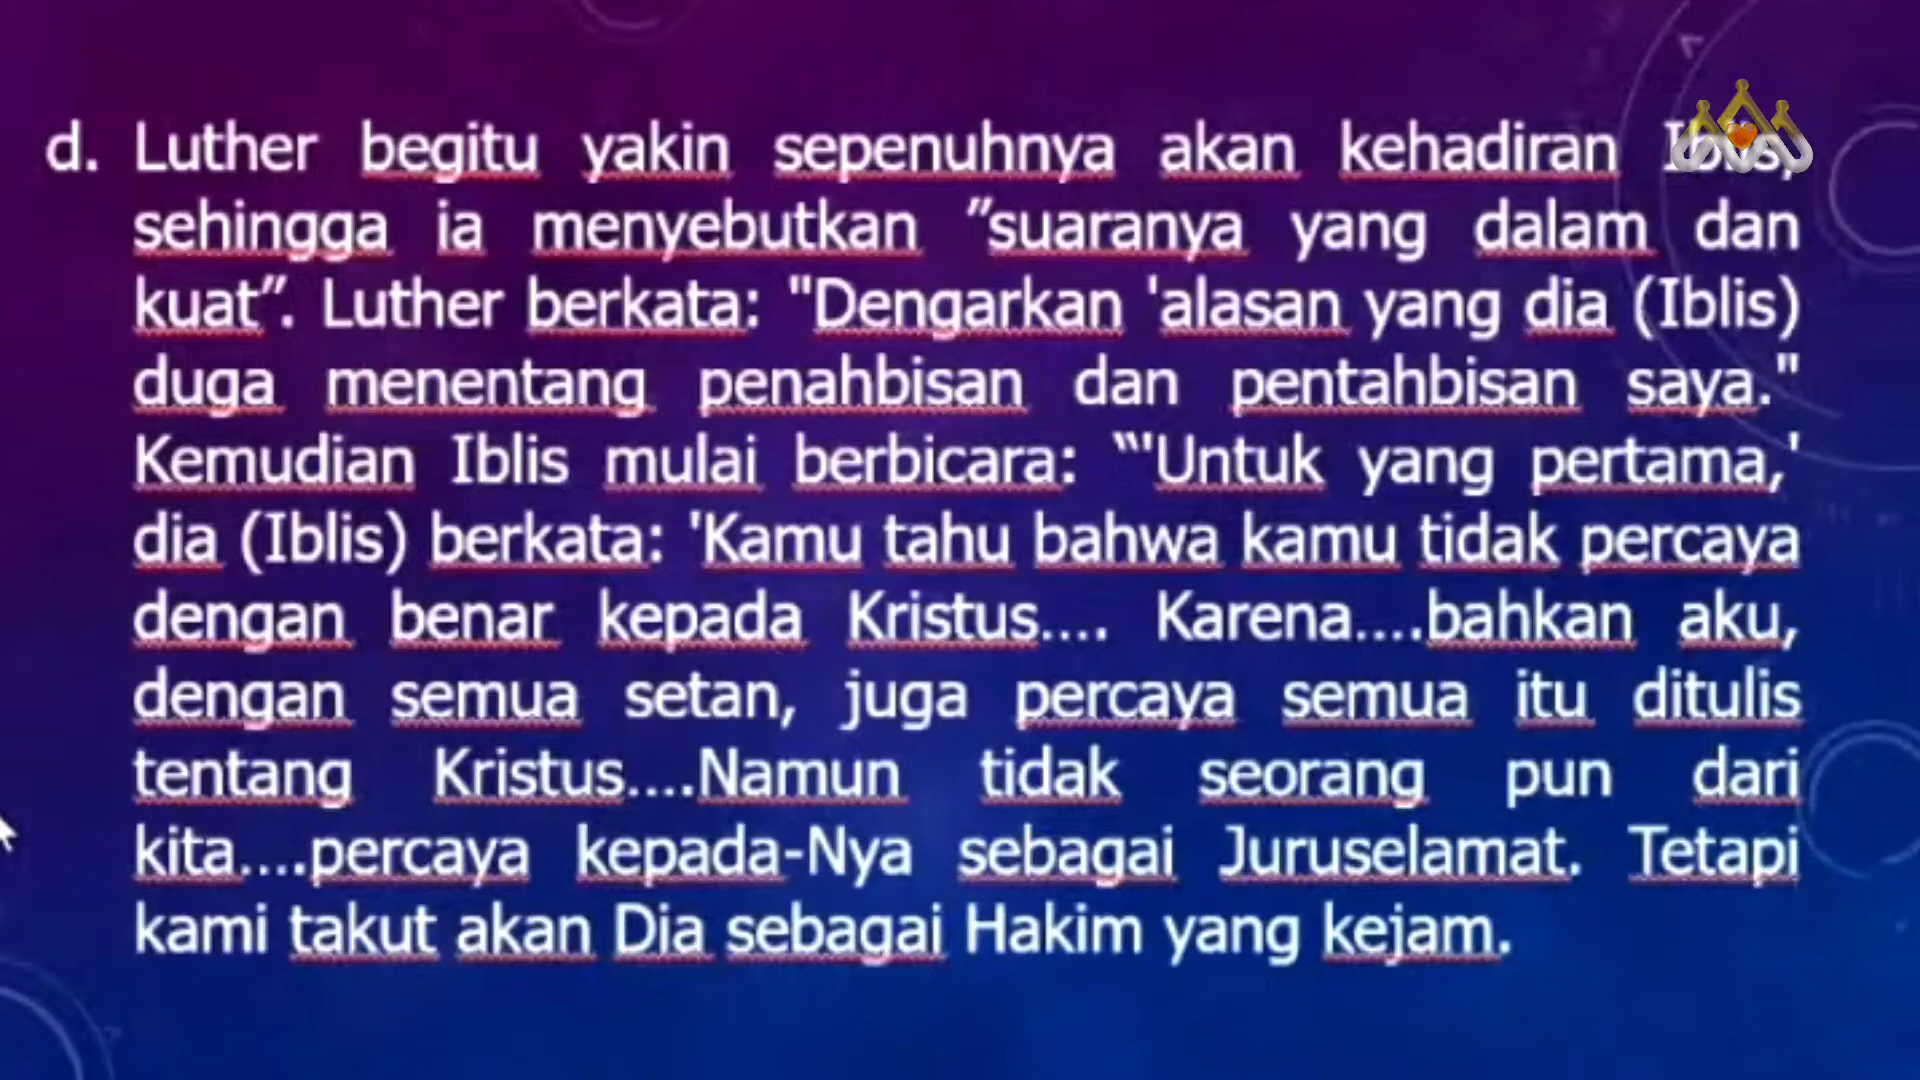 d. Luther begitu yakin sepenuhnya akan kehadiran Iblis,
sehingga ia menyebutkan ”suaranya yang dalam dan
kuat”. Luther berkata: "Dengarkan 'alasan yang dia (Iblis)
duga menentang penahbisan dan pentahbisan saya."
Kemudian Iblis mulai berbicara: “'Untuk yang pertama,'
dia (Iblis) berkata: 'Kamu tahu bahwa kamu tidak percaya
dengan benar kepada Kristus.... Karena....bahkan aku,
dengan semua setan, juga percaya semua itu ditulis
tentang Kristus....Namun tidak seorang pun dari
kita....percaya kepada-Nya sebagai Juruselamat. Tetapi
kami takut akan Dia sebagai Hakim yang kejam.